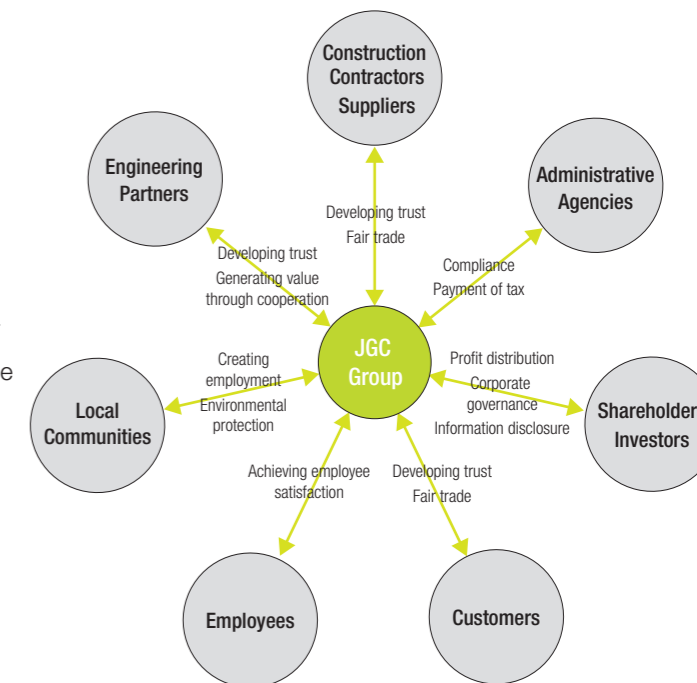 Construction
Contractors
Suppliers
Engineering
Partners
Administrative
Agencies
Developing trust
Fair trade
Developing trust
Generating value
through cooperation
Compliance
Payment of tax
JGC
Group
Creating
employment
Environmental
protection
Profit distribution
Corporate
governance
Information disclosure
Local
Communities
Shareholder
Investors
Achieving employee
satisfaction
Developing trust
Fair trade
Employees
Customers